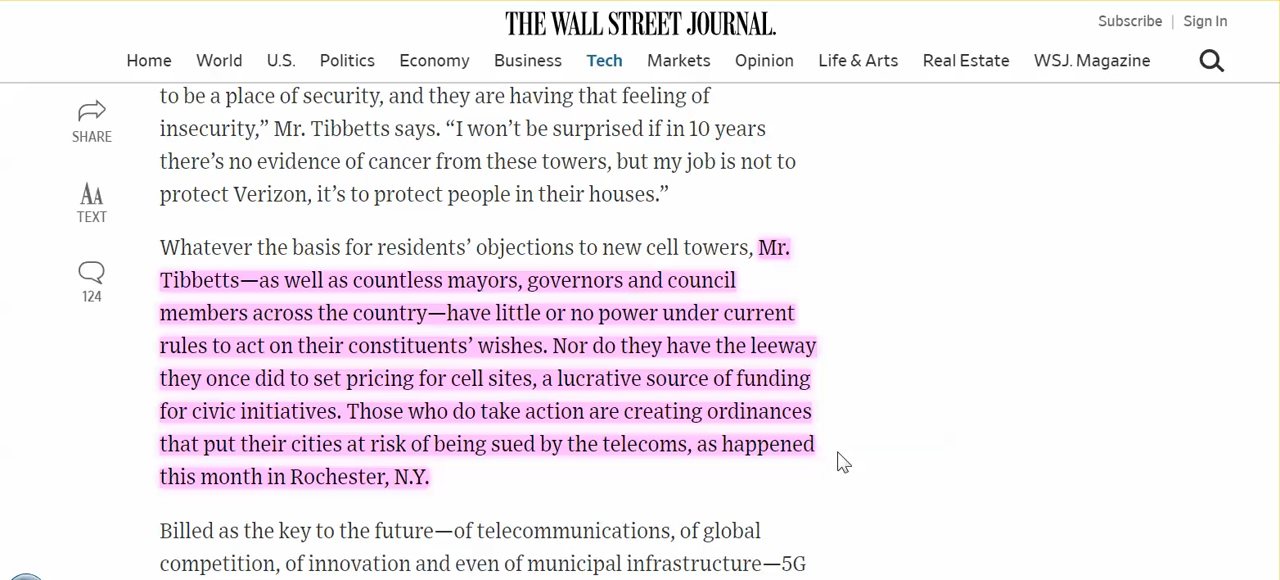 THE WALL STREET JOURNAL.
Subscribe | Sign In
Home World U.S. Politics Economy Business Tech Markets Opinion Life & Arts Real Estate WSJ. Magazine
SHARE
AA
TEXT
124
to be a place of security, and they are having that feeling of
insecurity,” Mr. Tibbetts says. “I won’t be surprised if in 10 years
there’s no evidence of cancer from these towers, but my job is not to
protect Verizon, it’s to protect people in their houses.”
Whatever the basis for residents’ objections to new cell towers, Mr.
Tibbetts—as well as countless mayors, governors and council
members across the country—have little or no power under current
rules to act on their constituents’ wishes. Nor do they have the leeway
they once did to set pricing for cell sites, a lucrative source of funding
for civic initiatives. Those who do take action are creating ordinances
that put their cities at risk of being sued by the telecoms, as happened
this month in Rochester, N.Y.
Billed as the key to the future—of telecommunications, of global
competition, of innovation and even of municipal infrastructure—5G